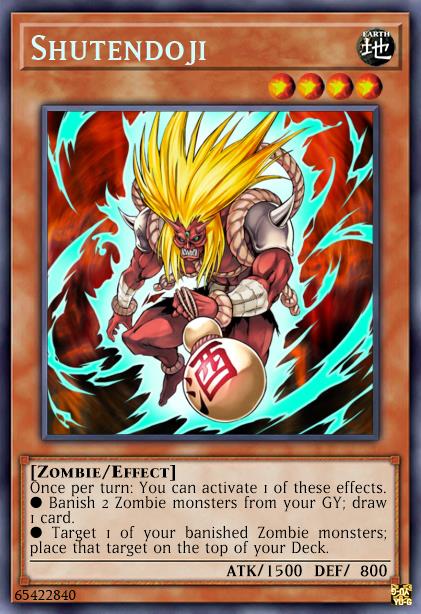 SHUTENDOJI
EARTH
地
酒
[ZOMBIE/EFFECT]
Once per turn: You can activate 1 of these effects.
● Banish 2 Zombie monsters from your GY; draw
1 card.
● Target 1 of your banished Zombie monsters;
place that target on the top of your Deck.
ATK/1500 DEF/ 800
65422840